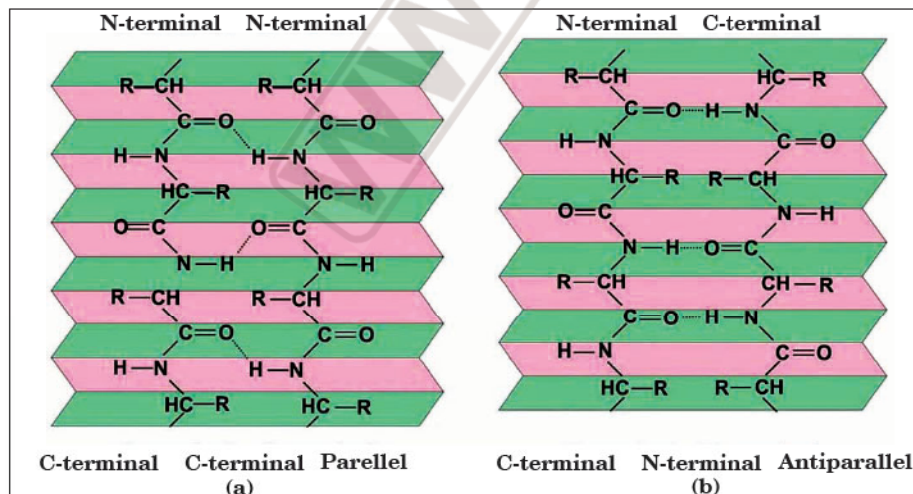 N-terminal N-terminal
R—CH R—CH
C=O C=O
H—N H—N
HC—R HC—R
O=C O=C
N—H N—H
R—CH R—CH
C=O C=O
H—N H—N
HC—R HC—R
C-terminal C-terminal Parellel
(a)
N-terminal C-terminal
R—CH HC—R
C=O H—N
H—N C=O
HC—R R—CH
O=C N—H
N—H O=C
R—CH CH—R
C=O H—N
H—N C=O
HC—R R—CH
C-terminal N-terminal Antiparallel
(b)